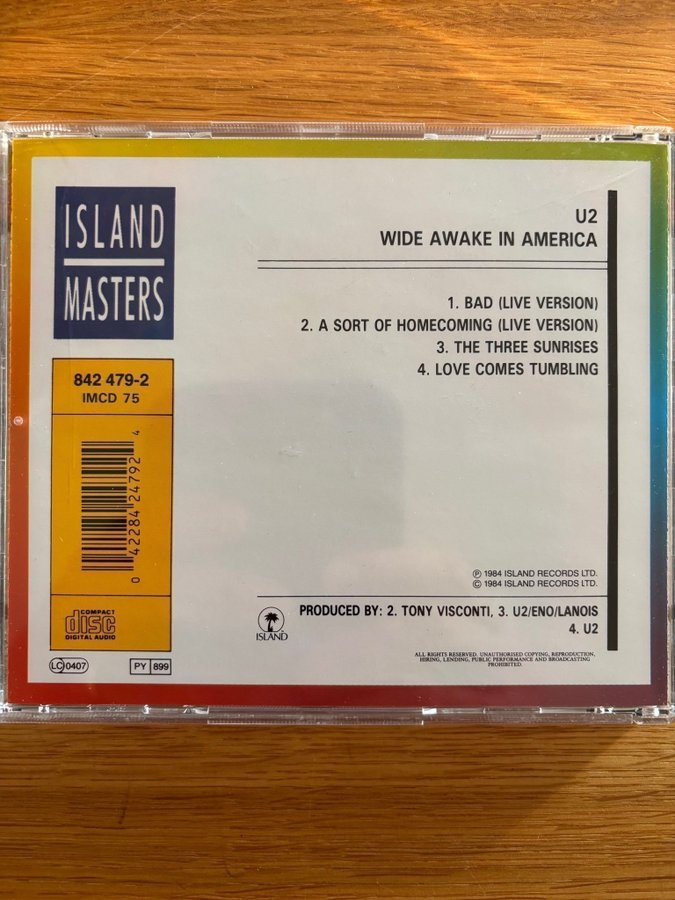 ISLAND
MASTERS
842 479-2
IMCD 75
0 42284 24792 4
COMPACT
disc
DIGITAL AUDIO
LC 0407
PY 899
U2
WIDE AWAKE IN AMERICA
1. BAD (LIVE VERSION)
2. A SORT OF HOMECOMING (LIVE VERSION)
3. THE THREE SUNRISES
4. LOVE COMES TUMBLING
℗ 1984 ISLAND RECORDS LTD.
© 1984 ISLAND RECORDS LTD.
ISLAND
PRODUCED BY: 2. TONY VISCONTI, 3. U2/ENO/LANOIS
4. U2
ALL RIGHTS RESERVED. UNAUTHORISED COPYING, REPRODUCTION,
HIRING, LENDING, PUBLIC PERFORMANCE AND BROADCASTING
PROHIBITED.